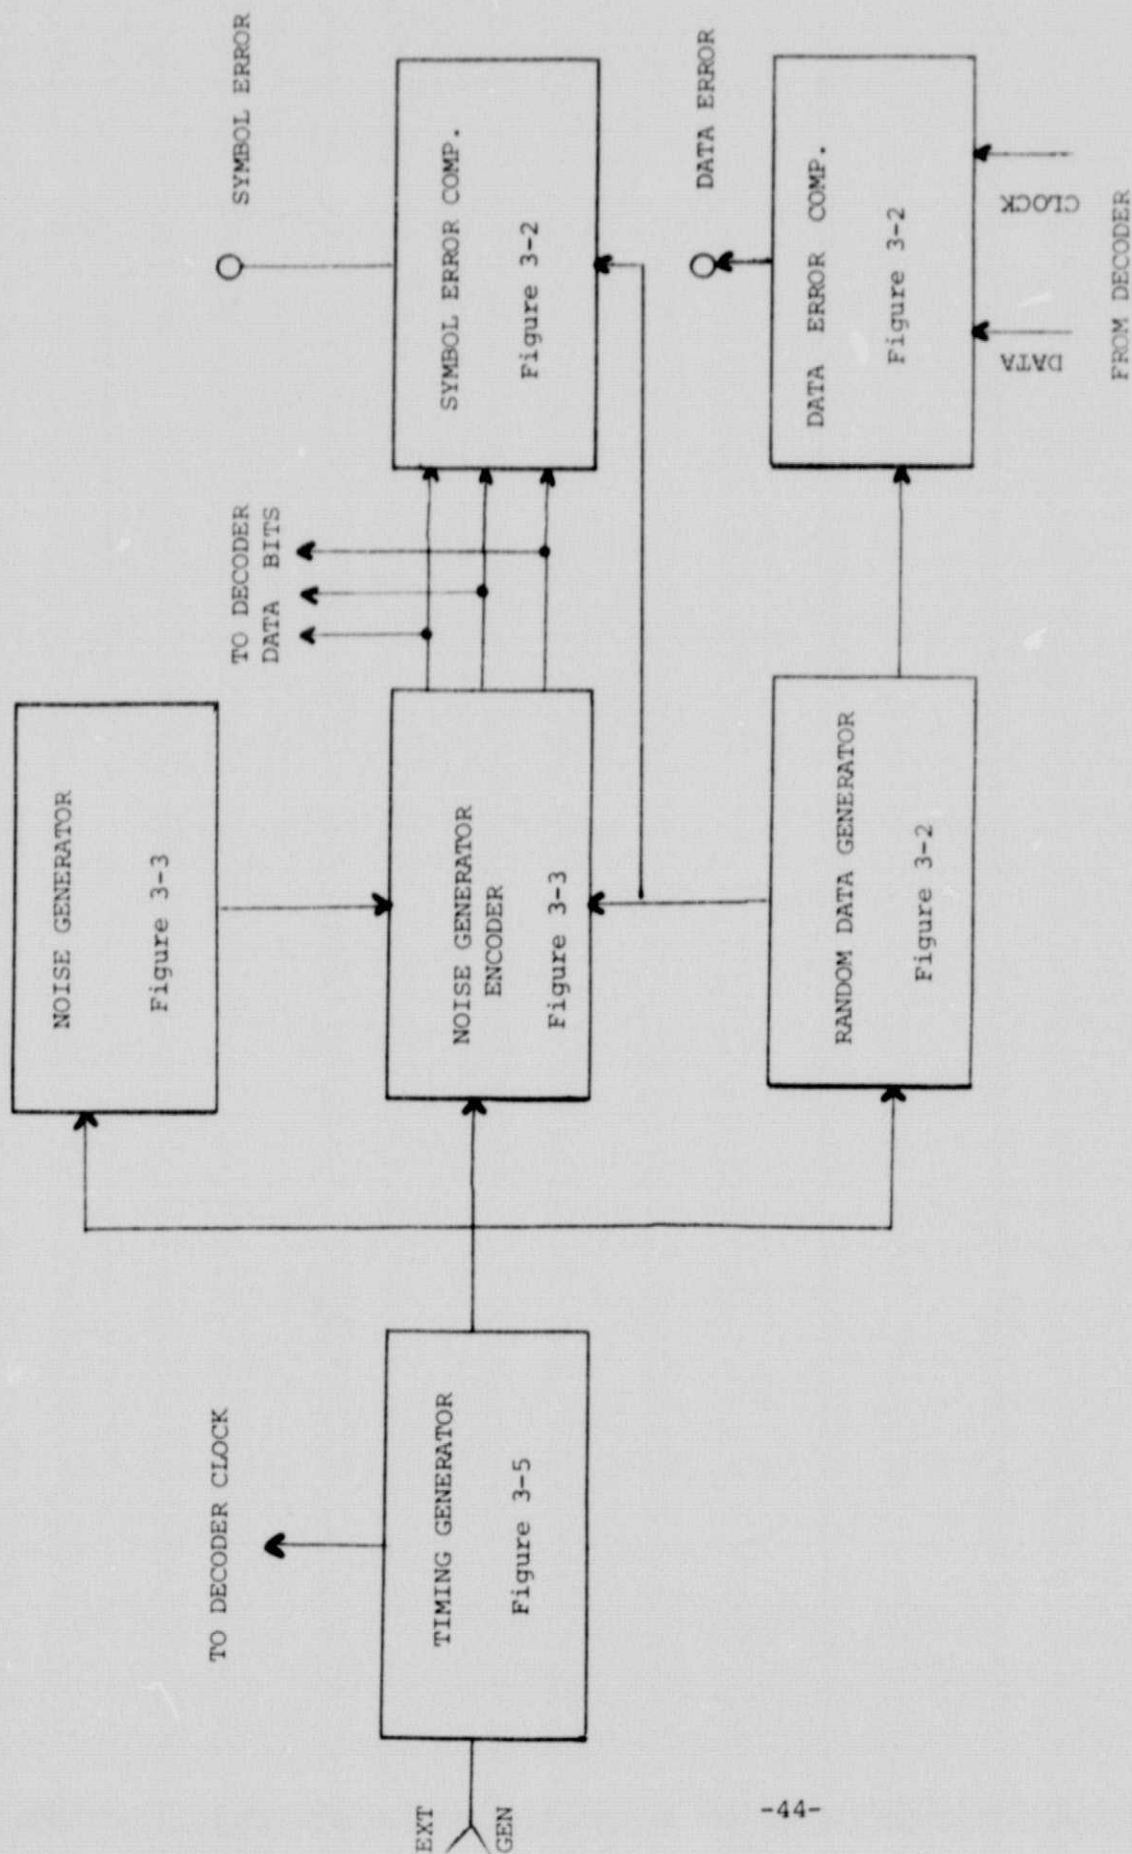 EXT
GEN
TO DECODER CLOCK
TIMING GENERATOR
Figure 3-5
NOISE GENERATOR
Figure 3-3
NOISE GENERATOR
ENCODER
Figure 3-3
RANDOM DATA GENERATOR
Figure 3-2
TO DECODER
DATA BITS
SYMBOL ERROR
SYMBOL ERROR COMP.
Figure 3-2
DATA ERROR
DATA ERROR COMP.
Figure 3-2
DATA
CLOCK
FROM DECODER
-44-